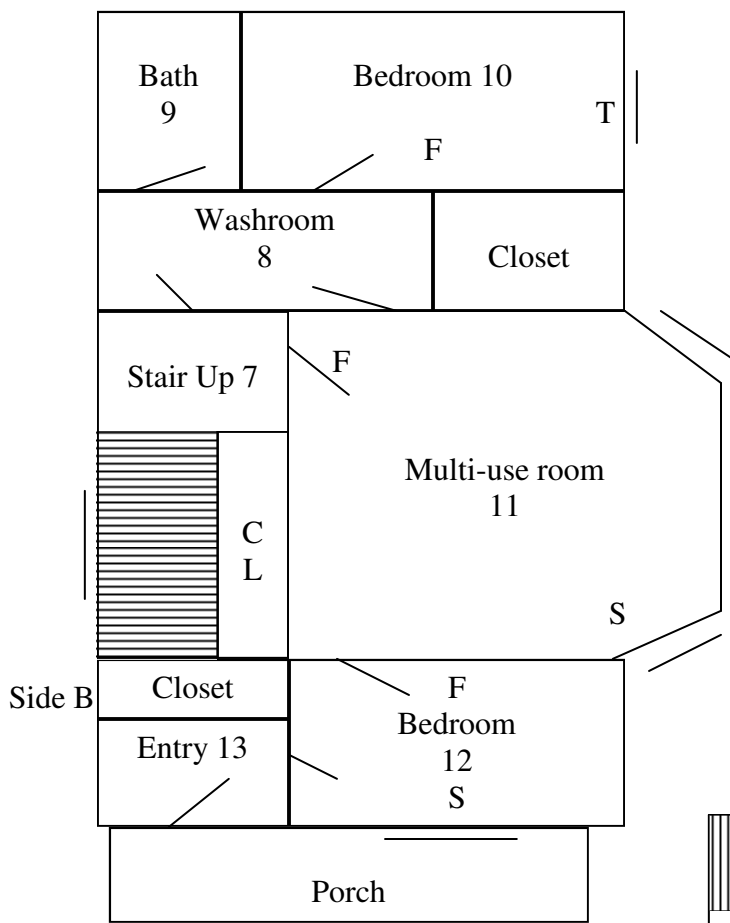 Bath
9
Bedroom 10
T
F
Washroom
8
Closet
Stair Up 7
F
Multi-use room
11
C
L
S
Side B
Closet
F
Bedroom
12
S
Entry 13
Porch